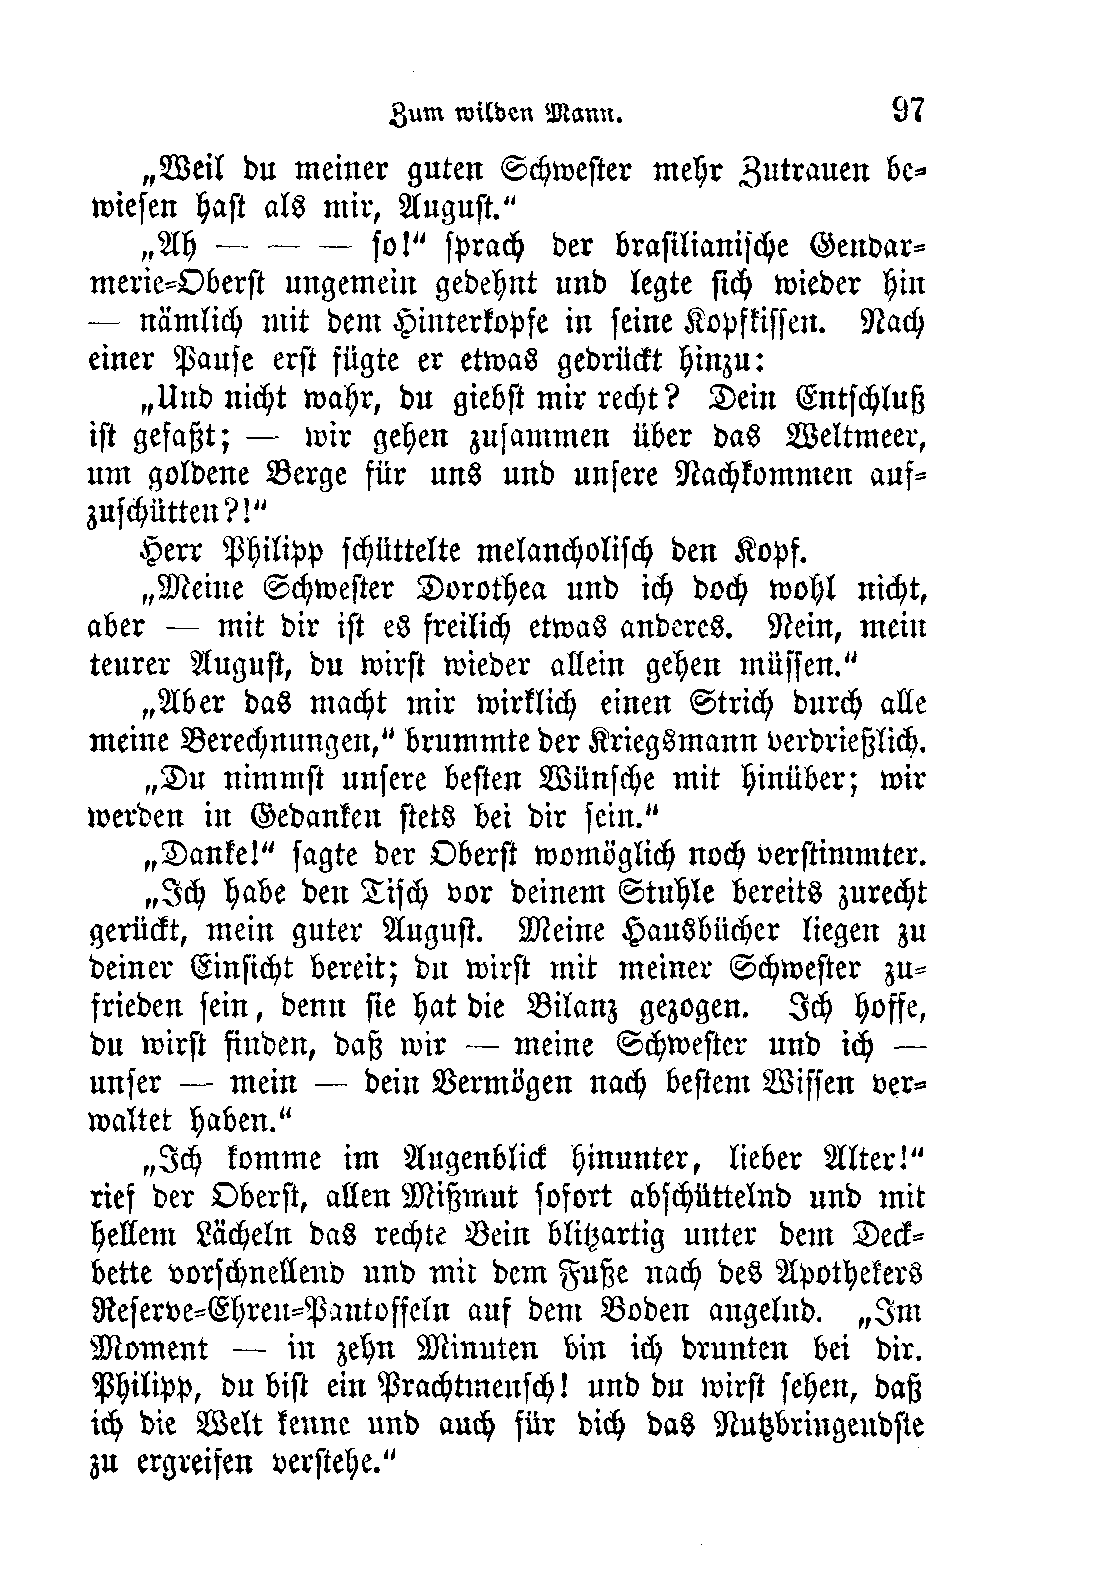 Zum wilden Mann. 97
„Weil du meiner guten Schwester mehr Zutrauen be-
wiesen hast als mir, August.“
„Ah — — — so!“ sprach der brasilianische Gendar-
merie-Oberst ungemein gedehnt und legte sich wieder hin
— nämlich mit dem Hinterkopfe in seine Kopfkissen. Nach
einer Pause erst fügte er etwas gedrückt hinzu:
„Und nicht wahr, du giebst mir recht? Dein Entschluß
ist gefaßt; — wir gehen zusammen über das Weltmeer,
um goldene Berge für uns und unsere Nachkommen auf-
zuschütten?!“
Herr Philipp schüttelte melancholisch den Kopf.
„Meine Schwester Dorothea und ich doch wohl nicht,
aber — mit dir ist es freilich etwas anderes. Nein, mein
teurer August, du wirst wieder allein gehen müssen.“
„Aber das macht mir wirklich einen Strich durch alle
meine Berechnungen,“ brummte der Kriegsmann verdrießlich.
„Du nimmst unsere besten Wünsche mit hinüber; wir
werden in Gedanken stets bei dir sein.“
„Danke!“ sagte der Oberst womöglich noch verstimmter.
„Ich habe den Tisch vor deinem Stuhle bereits zurecht
gerückt, mein guter August. Meine Hausbücher liegen zu
deiner Einsicht bereit; du wirst mit meiner Schwester zu-
frieden sein, denn sie hat die Bilanz gezogen. Ich hoffe,
du wirst finden, daß wir — meine Schwester und ich —
unser — mein — dein Vermögen nach bestem Wissen ver-
waltet haben.“
„Ich komme im Augenblick hinunter, lieber Alter!“
rief der Oberst, allen Mißmut sofort abschüttelnd und mit
hellem Lächeln das rechte Bein blitzartig unter dem Deck-
bette vorschnellend und mit dem Fuße nach des Apothekers
Reserve-Ehren-Pantoffeln auf dem Boden angelnd. „Im
Moment — in zehn Minuten bin ich drunten bei dir.
Philipp, du bist ein Prachtmensch! und du wirst sehen, daß
ich die Welt kenne und auch für dich das Nutzbringendste
zu ergreifen verstehe.“